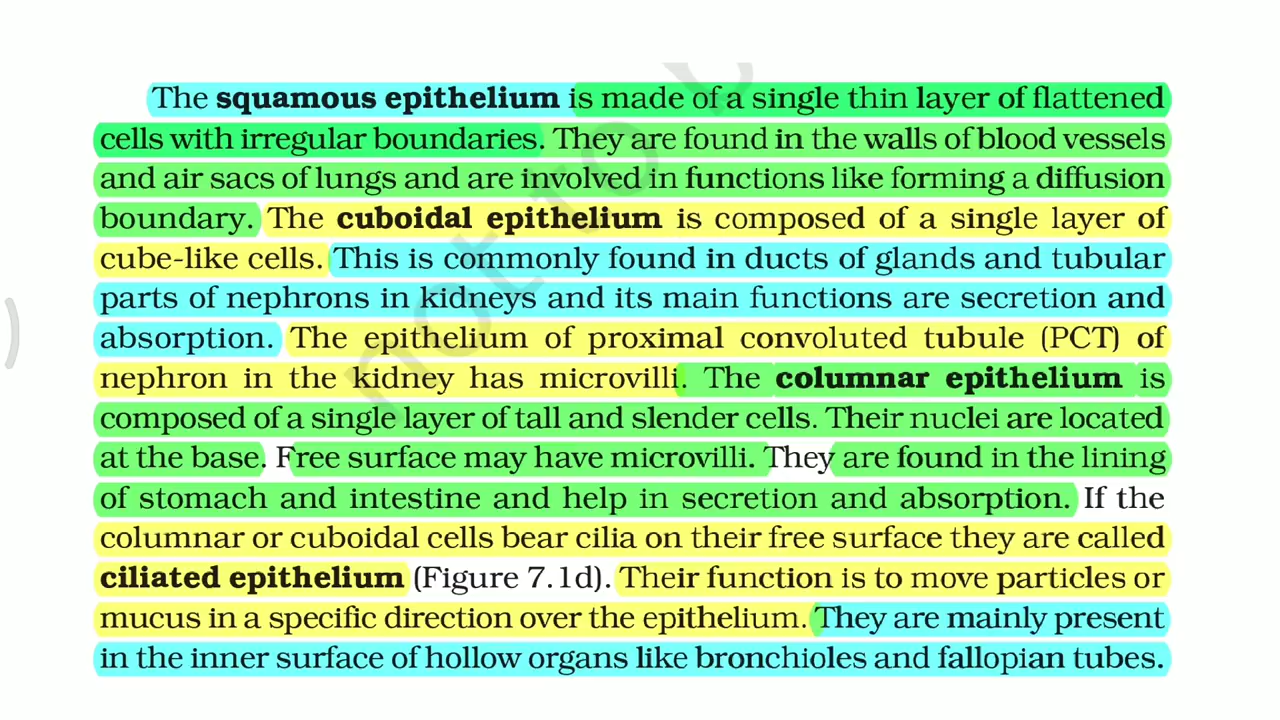 The squamous epithelium is made of a single thin layer of flattened
cells with irregular boundaries. They are found in the walls of blood vessels
and air sacs of lungs and are involved in functions like forming a diffusion
boundary. The cuboidal epithelium is composed of a single layer of
cube-like cells. This is commonly found in ducts of glands and tubular
parts of nephrons in kidneys and its main functions are secretion and
absorption. The epithelium of proximal convoluted tubule (PCT) of
nephron in the kidney has microvilli. The columnar epithelium is
composed of a single layer of tall and slender cells. Their nuclei are located
at the base. Free surface may have microvilli. They are found in the lining
of stomach and intestine and help in secretion and absorption. If the
columnar or cuboidal cells bear cilia on their free surface they are called
ciliated epithelium (Figure 7.1d). Their function is to move particles or
mucus in a specific direction over the epithelium. They are mainly present
in the inner surface of hollow organs like bronchioles and fallopian tubes.
not to